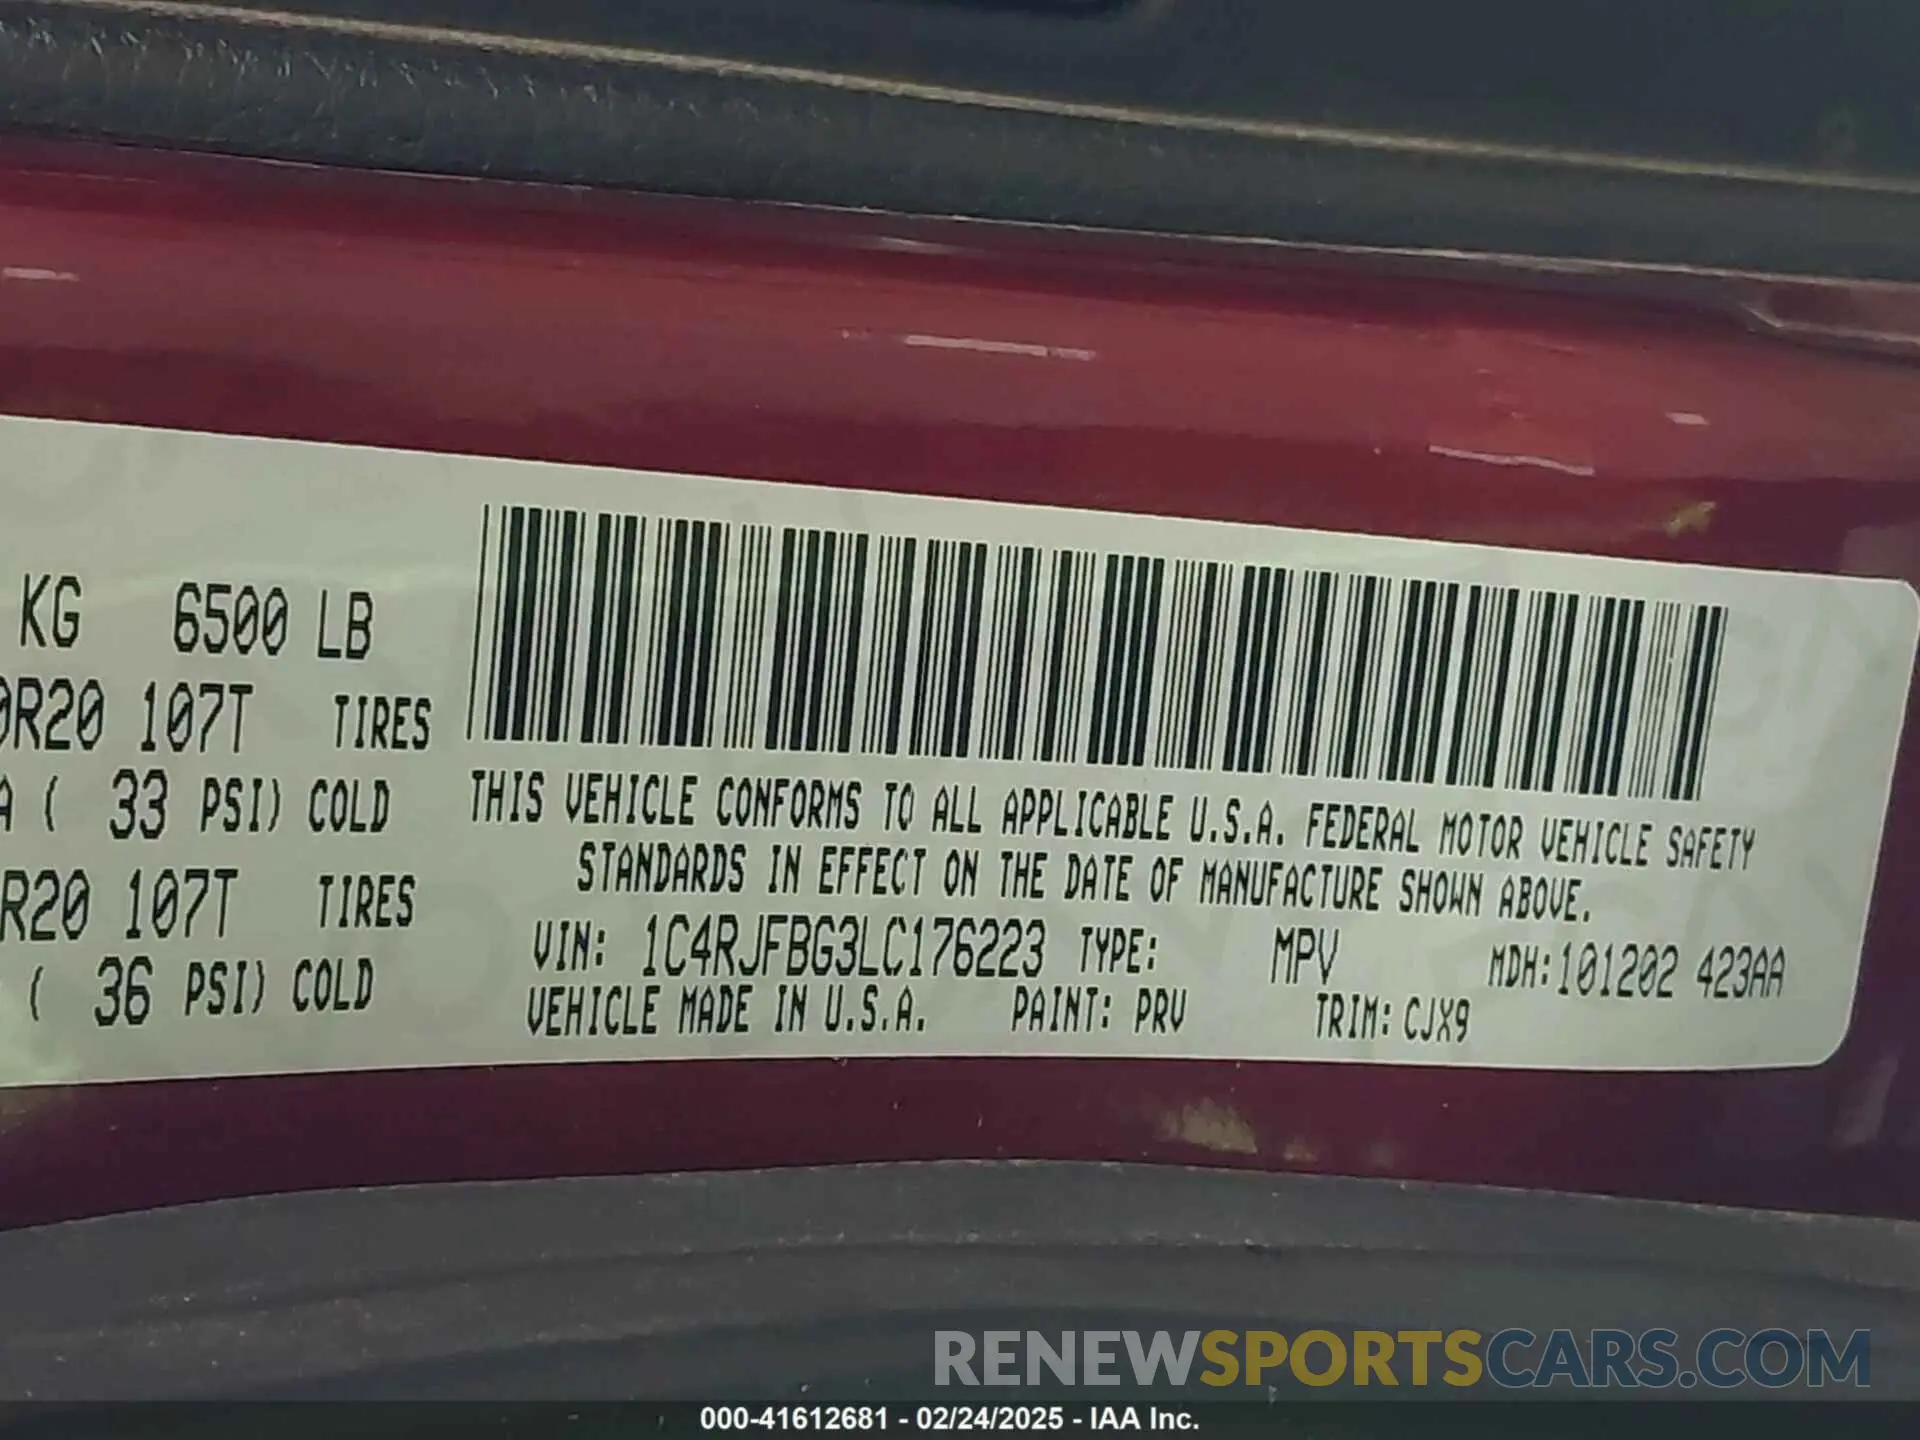 KG 6500 LB
0R20 107T TIRES
A ( 33 PSI) COLD
R20 107T TIRES
( 36 PSI) COLD
THIS VEHICLE CONFORMS TO ALL APPLICABLE U.S.A. FEDERAL MOTOR VEHICLE SAFETY
STANDARDS IN EFFECT ON THE DATE OF MANUFACTURE SHOWN ABOVE.
VIN: 1C4RJFBG3LC176223 TYPE: MPV MDH:101202 423AA
VEHICLE MADE IN U.S.A. PAINT: PRV TRIM: CJX9
RENEWSPORTSCARS.COM
000-41612681 - 02/24/2025 - IAA Inc.